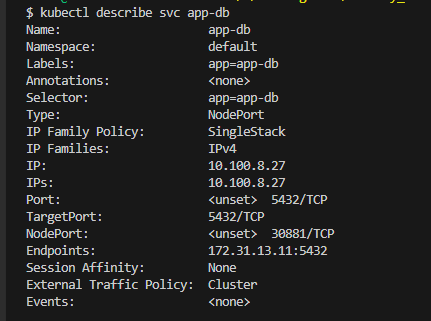 $ kubectl describe svc app-db
Name:                     app-db
Namespace:                default
Labels:                   app=app-db
Annotations:              <none>
Selector:                 app=app-db
Type:                     NodePort
IP Family Policy:         SingleStack
IP Families:              IPv4
IP:                       10.100.8.27
IPs:                      10.100.8.27
Port:                     <unset>  5432/TCP
TargetPort:               5432/TCP
NodePort:                 <unset>  30881/TCP
Endpoints:                172.31.13.11:5432
Session Affinity:         None
External Traffic Policy:  Cluster
Events:                   <none>